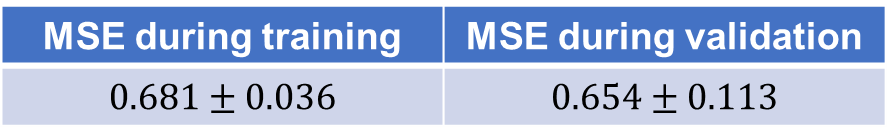 MSE during training MSE during validation
0.681 ± 0.036 0.654 ± 0.113